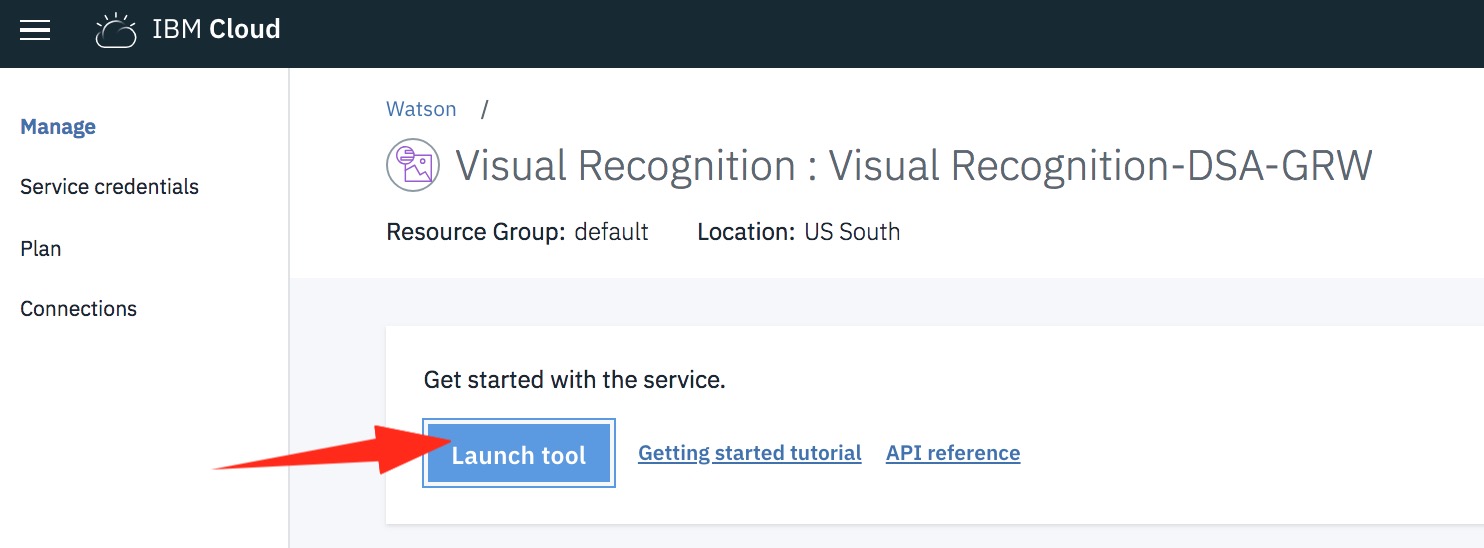 IBM Cloud
Manage
Service credentials
Plan
Connections
Watson /
Visual Recognition : Visual Recognition-DSA-GRW
Resource Group: default Location: US South
Get started with the service.
Launch tool Getting started tutorial API reference